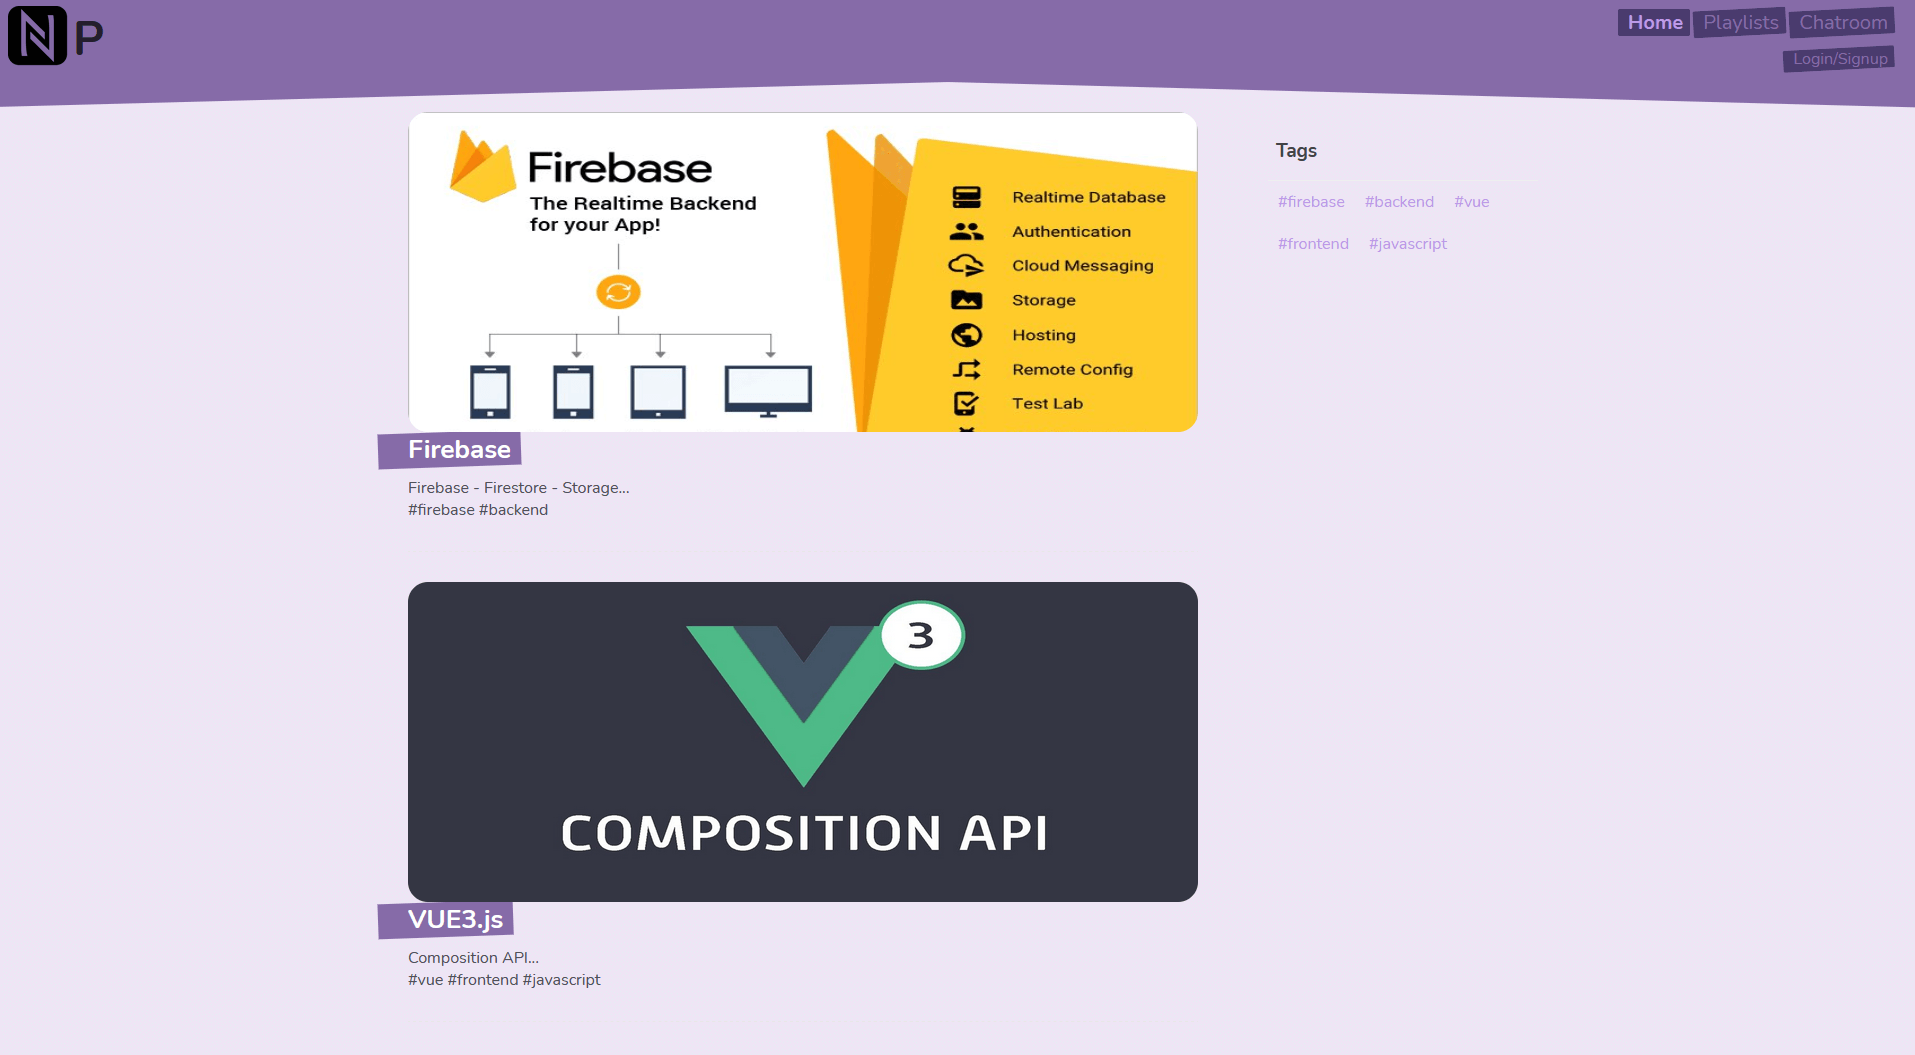 N P
Home Playlists Chatroom
Login/Signup
Firebase
The Realtime Backend
for your App!
Realtime Database
Authentication
Cloud Messaging
Storage
Hosting
Remote Config
Test Lab
Firebase
Firebase - Firestore - Storage...
#firebase #backend
3
COMPOSITION API
VUE3.js
Composition API...
#vue #frontend #javascript
Tags
#firebase #backend #vue
#frontend #javascript